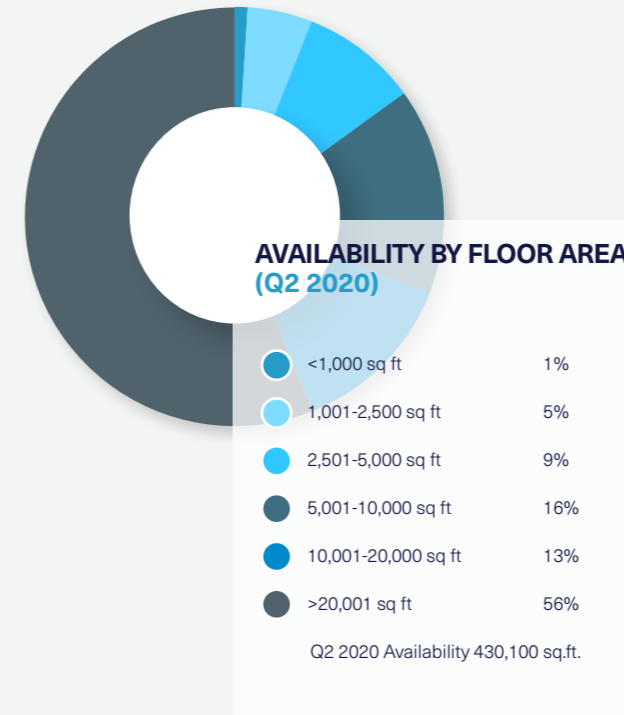 AVAILABILITY BY FLOOR AREA
(Q2 2020)
<1,000 sq ft 1%
1,001-2,500 sq ft 5%
2,501-5,000 sq ft 9%
5,001-10,000 sq ft 16%
10,001-20,000 sq ft 13%
>20,001 sq ft 56%
Q2 2020 Availability 430,100 sq.ft.